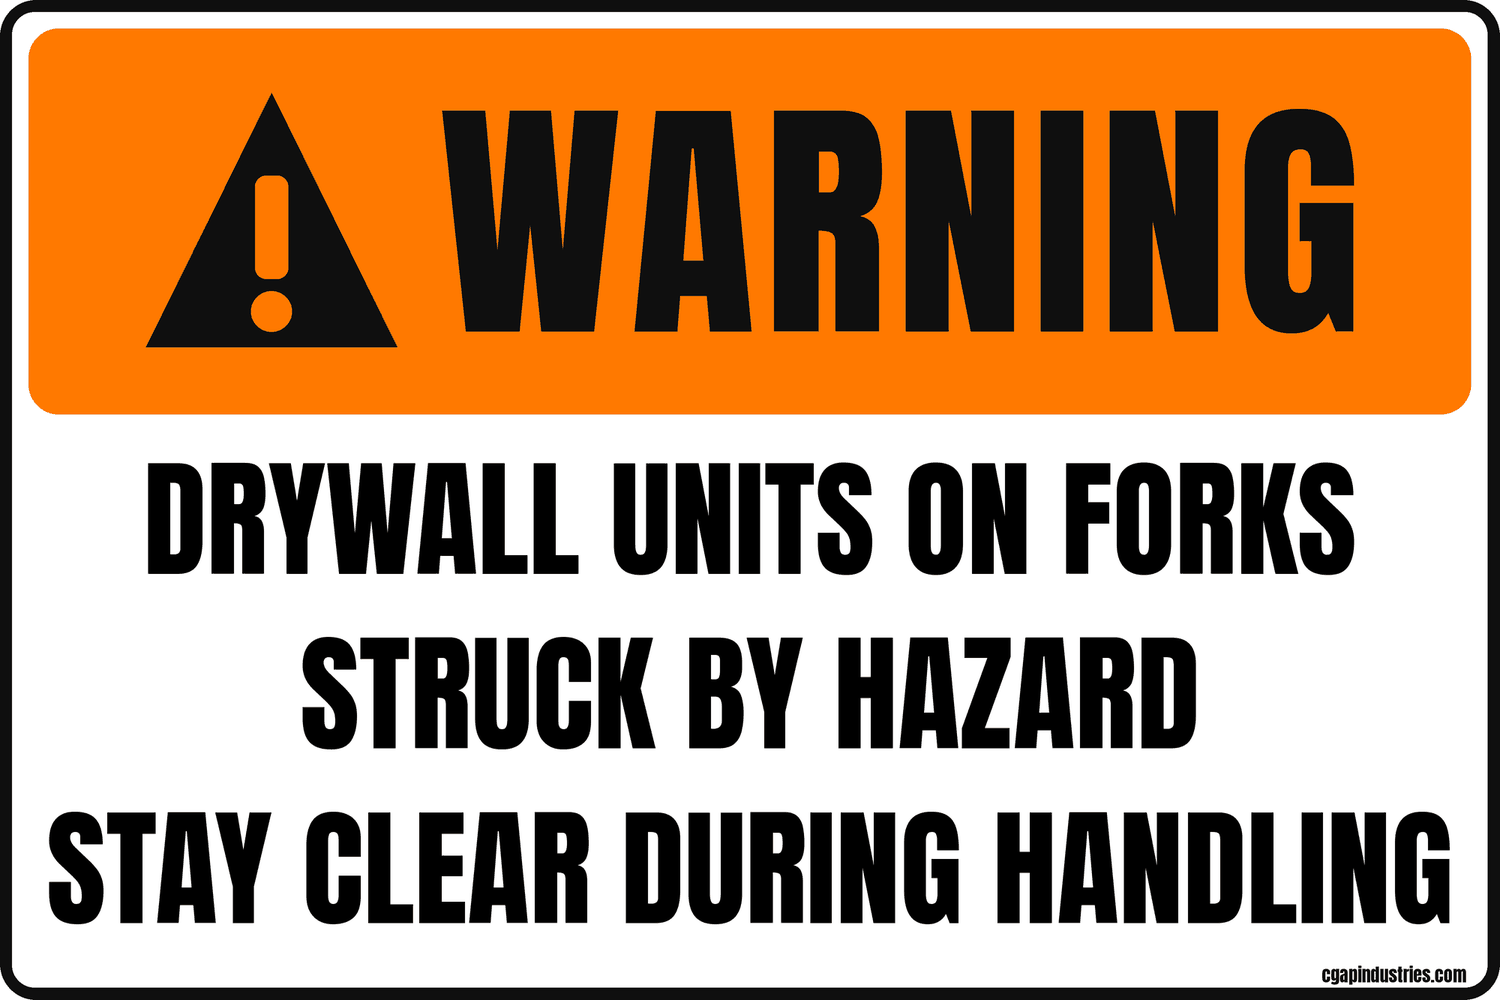 WARNING
DRYWALL UNITS ON FORKS
STRUCK BY HAZARD
STAY CLEAR DURING HANDLING
cgapindustries.com